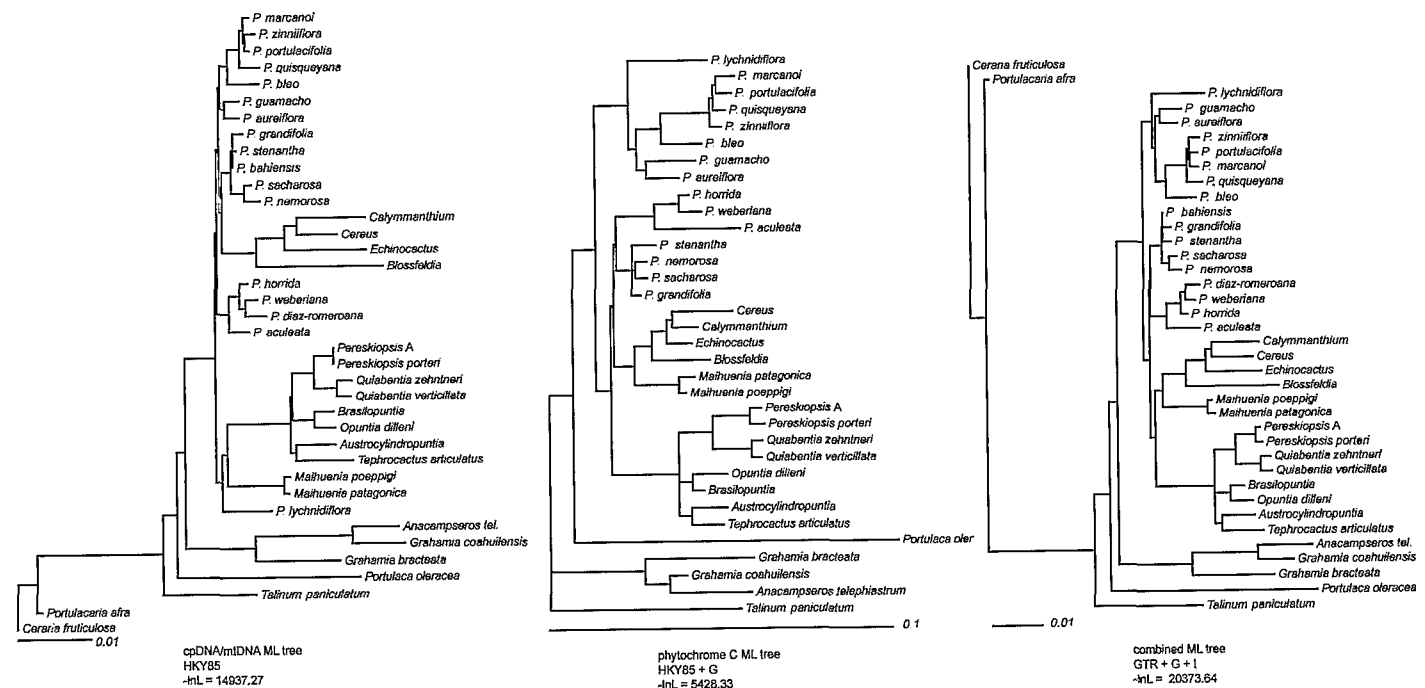 P. marcanoi
P. zinniiflora
P. portulacifolia
P. quisqueyana
P. bleo
P. guamacho
P. aureiflora
P. grandifolia
P. stenantha
P. bahiensis
P. sacharosa
P. nemorosa
Calymmanthium
Cereus
Echinocactus
Blossfeldia
P. horrida
P. weberiana
P. diaz-romeroana
P aculeata
Pereskiopsis A
Pereskiopsis porteri
Quiabentia zehntneri
Quiabentia verticillata
Brasilopuntia
Opuntia dilleni
Austrocylindropuntia
Tephrocactus articulatus
Maihuenia poeppigi
Maihuenia patagonica
P. lychnidiflora
Anacampseros tel.
Grahamia coahuilensis
Grahamia bracteata
Portulaca oleracea
Talinum paniculatum
Portulacaria afra
Ceraria fruticulosa
0.01
cpDNA/mtDNA ML tree
HKY85
-lnL = 14937.27
P. lychnidiflora
P. marcanoi
P. portulacifolia
P. quisqueyana
P. zinniiflora
P. bleo
P. guamacho
P aureiflora
P. horrida
P. weberiana
P. aculeata
P stenantha
P. nemorosa
P. sacharosa
P. grandifolia
Cereus
Calymmanthium
Echinocactus
Blossfeldia
Maihuenia patagonica
Maihuenia poeppigi
Pereskiopsis A
Pereskiopsis porteri
Quiabentia zehntneri
Quiabentia verticillata
Opuntia dilleni
Brasilopuntia
Austrocylindropuntia
Tephrocactus articulatus
Portulaca oler
Grahamia bracteata
Grahamia coahuilensis
Anacampseros telephiastrum
Talinum paniculatum
0.1
phytochrome C ML tree
HKY85 + G
-lnL = 5428.33
Cerana fruticulosa
Portulacaria afra
P. lychnidiflora
P guamacho
P. aureiflora
P. zinniiflora
P. portulacifolia
P. marcanoi
P. quisqueyana
P. bleo
P bahiensis
P. grandifolia
P. stenantha
P. sacharosa
P. nemorosa
P. diaz-romeroana
P. weberiana
P horrida
P. aculeata
Calymmanthium
Cereus
Echinocactus
Blossfeldia
Maihuenia poeppigi
Maihuenia patagonica
Pereskiopsis A
Pereskiopsis porteri
Quiabentia zehntneri
Quiabentia verticillata
Brasilopuntia
Opuntia dilleni
Austrocylindropuntia
Tephrocactus articulatus
Anacampseros tel.
Grahamia coahuilensis
Grahamia bracteata
Portulaca oleracea
Talinum paniculatum
0.01
combined ML tree
GTR + G + I
-lnL = 20373.64